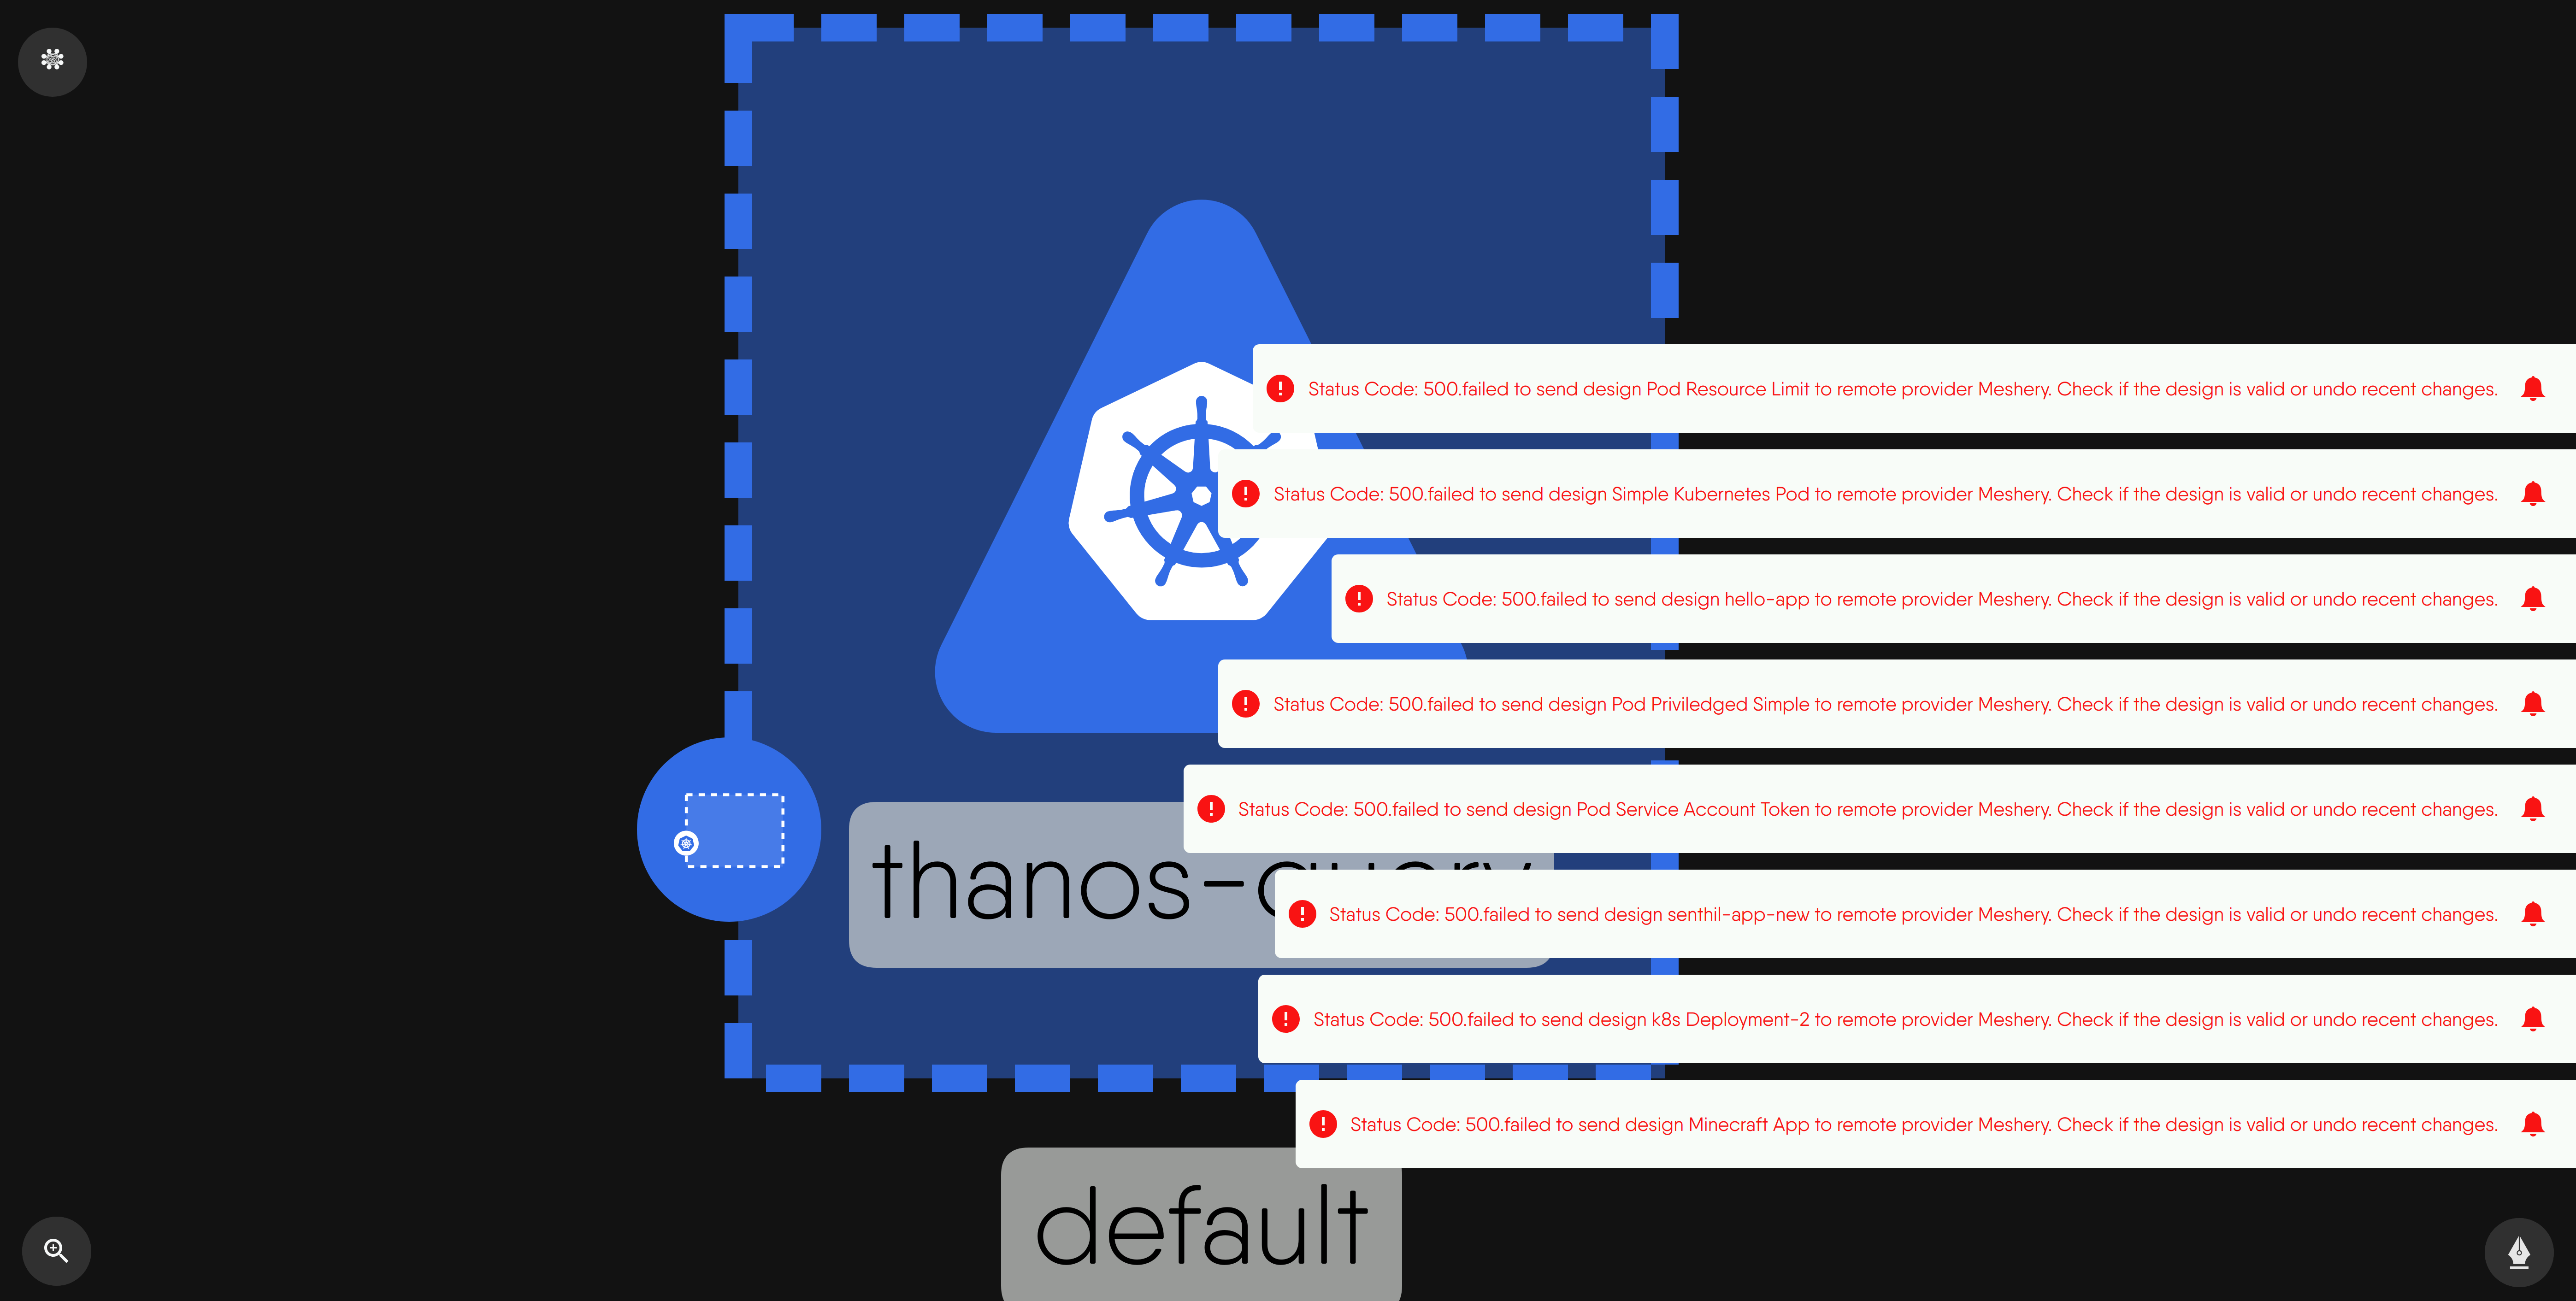 Status Code: 500.failed to send design Pod Resource Limit to remote provider Meshery. Check if the design is valid or undo recent changes.
Status Code: 500.failed to send design Simple Kubernetes Pod to remote provider Meshery. Check if the design is valid or undo recent changes.
Status Code: 500.failed to send design hello-app to remote provider Meshery. Check if the design is valid or undo recent changes.
Status Code: 500.failed to send design Pod Priviledged Simple to remote provider Meshery. Check if the design is valid or undo recent changes.
Status Code: 500.failed to send design Pod Service Account Token to remote provider Meshery. Check if the design is valid or undo recent changes.
thanos-query
Status Code: 500.failed to send design senthil-app-new to remote provider Meshery. Check if the design is valid or undo recent changes.
Status Code: 500.failed to send design k8s Deployment-2 to remote provider Meshery. Check if the design is valid or undo recent changes.
Status Code: 500.failed to send design Minecraft App to remote provider Meshery. Check if the design is valid or undo recent changes.
default